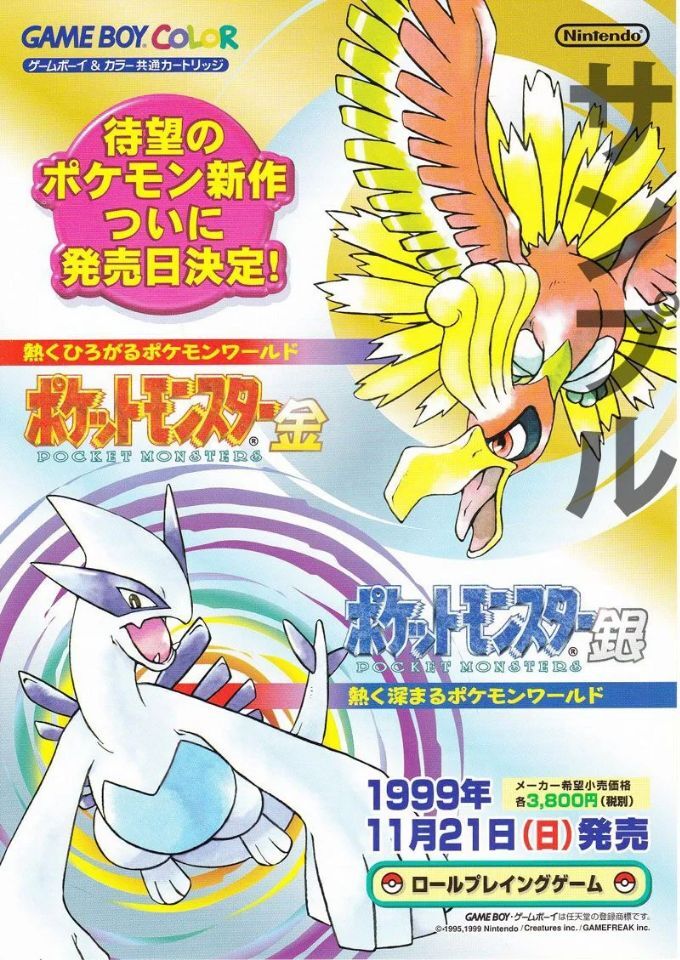 GAME BOY COLOR
ゲームボーイ&カラー共通カートリッジ
Nintendo®
サンプル
待望の
ポケモン新作
ついに
発売日決定!
熱くひろがるポケモンワールド
ポケットモンスター®金
POCKET MONSTERS
ポケットモンスター®銀
POCKET MONSTERS
熱く深まるポケモンワールド
1999年
メーカー希望小売価格
各3,800円(税別)
11月21日(日)発売
ロールプレイングゲーム
GAME BOY・ゲームボーイは任天堂の登録商標です。
©1995,1999 Nintendo/Creatures inc./GAMEFREAK inc.